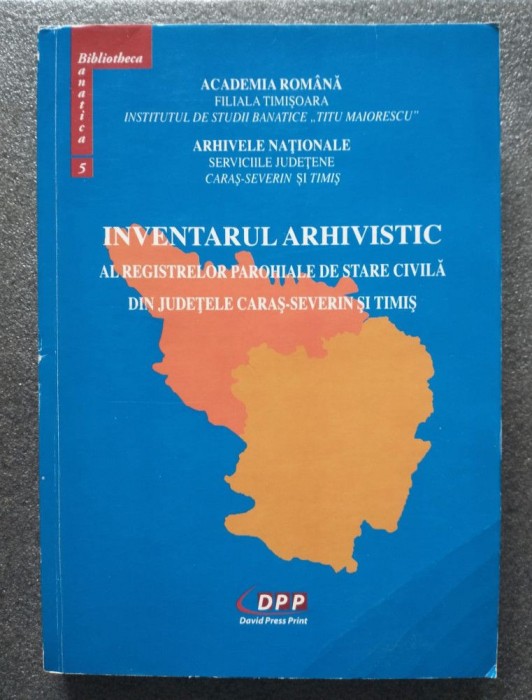 Bibliotheca
Banatica
5
ACADEMIA ROMÂNĂ
FILIALA TIMIŞOARA
INSTITUTUL DE STUDII BANATICE „TITU MAIORESCU”
ARHIVELE NAŢIONALE
SERVICIILE JUDEŢENE
CARAŞ-SEVERIN ŞI TIMIŞ
INVENTARUL ARHIVISTIC
AL REGISTRELOR PAROHIALE DE STARE CIVILĂ
DIN JUDEŢELE CARAŞ-SEVERIN ŞI TIMIŞ
DPP
David Press Print